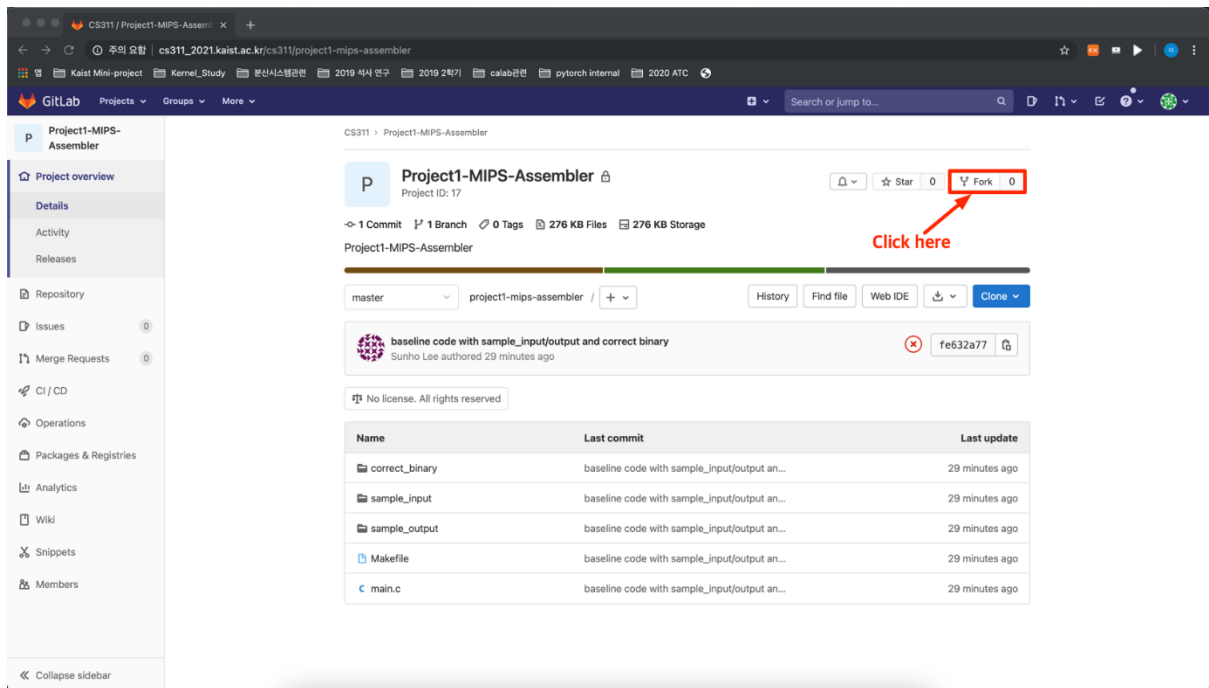 CS311 / Project1-MIPS-Assem
주의 요함 cs311_2021.kaist.ac.kr/cs311/project1-mips-assembler
앱 Kaist Mini-project Kernel_Study 분산시스템관련 2019 석사 연구 2019 2학기 calab관련 pytorch internal 2020 ATC
GitLab Projects Groups More Search or jump to...
P Project1-MIPS-
Assembler
Project overview
Details
Activity
Releases
Repository
Issues 0
Merge Requests 0
CI / CD
Operations
Packages & Registries
Analytics
Wiki
Snippets
Members
Collapse sidebar
CS311 > Project1-MIPS-Assembler
P Project1-MIPS-Assembler
Project ID: 17
Star 0 Fork 0
Click here
1 Commit 1 Branch 0 Tags 276 KB Files 276 KB Storage
Project1-MIPS-Assembler
master project1-mips-assembler / + History Find file Web IDE Clone
baseline code with sample_input/output and correct binary
Sunho Lee authored 29 minutes ago
fe632a77
No license. All rights reserved
Name Last commit Last update
correct_binary baseline code with sample_input/output an... 29 minutes ago
sample_input baseline code with sample_input/output an... 29 minutes ago
sample_output baseline code with sample_input/output an... 29 minutes ago
Makefile baseline code with sample_input/output an... 29 minutes ago
C main.c baseline code with sample_input/output an... 29 minutes ago